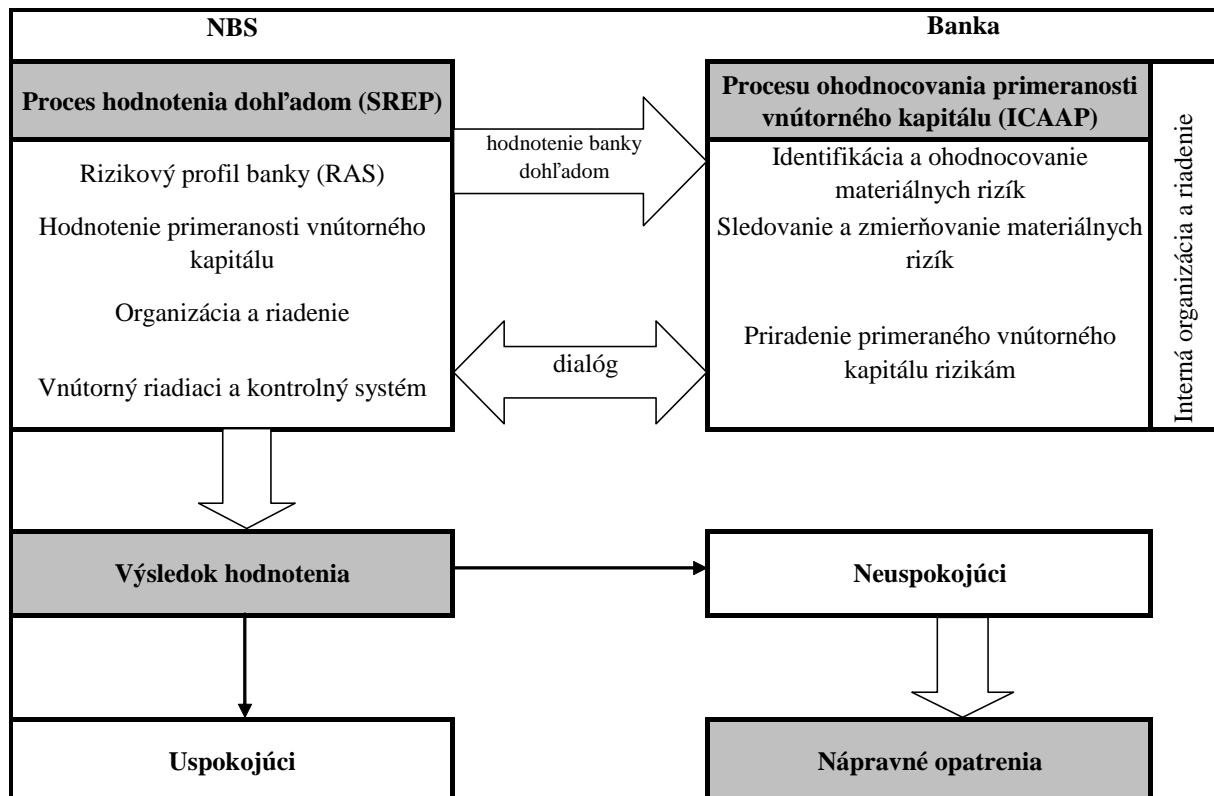 NBS
Banka
Proces hodnotenia dohľadom (SREP)
Rizikový profil banky (RAS)
Hodnotenie primeranosti vnútorného
kapitálu
Organizácia a riadenie
Vnútorný riadiaci a kontrolný systém
hodnotenie banky
dohľadom
dialóg
Procesu ohodnocovania primeranosti
vnútorného kapitálu (ICAAP)
Identifikácia a ohodnocovanie
materiálnych rizík
Sledovanie a zmierňovanie materiálnych
rizík
Priradenie primeraného vnútorného
kapitálu rizikám
Interná organizácia a riadenie
Výsledok hodnotenia
Neuspokojúci
Uspokojúci
Nápravné opatrenia